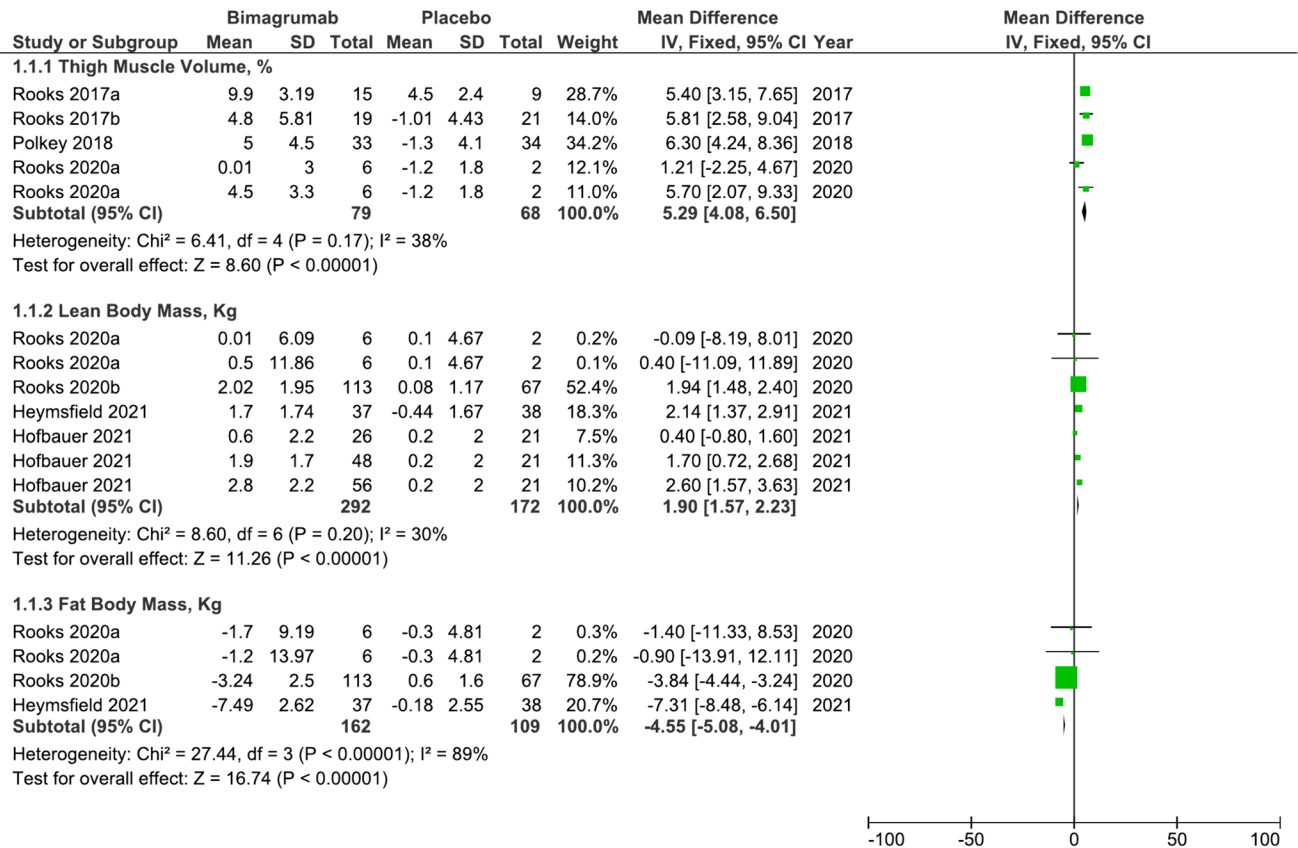 Bimagrumab Placebo Mean Difference Mean Difference
Study or Subgroup Mean SD Total Mean SD Total Weight IV, Fixed, 95% CI Year IV, Fixed, 95% CI
1.1.1 Thigh Muscle Volume, %
Rooks 2017a 9.9 3.19 15 4.5 2.4 9 28.7% 5.40 [3.15, 7.65] 2017
Rooks 2017b 4.8 5.81 19 -1.01 4.43 21 14.0% 5.81 [2.58, 9.04] 2017
Polkey 2018 5 4.5 33 -1.3 4.1 34 34.2% 6.30 [4.24, 8.36] 2018
Rooks 2020a 0.01 3 6 -1.2 1.8 2 12.1% 1.21 [-2.25, 4.67] 2020
Rooks 2020a 4.5 3.3 6 -1.2 1.8 2 11.0% 5.70 [2.07, 9.33] 2020
Subtotal (95% CI) 79 68 100.0% 5.29 [4.08, 6.50]
Heterogeneity: Chi² = 6.41, df = 4 (P = 0.17); I² = 38%
Test for overall effect: Z = 8.60 (P < 0.00001)
1.1.2 Lean Body Mass, Kg
Rooks 2020a 0.01 6.09 6 0.1 4.67 2 0.2% -0.09 [-8.19, 8.01] 2020
Rooks 2020a 0.5 11.86 6 0.1 4.67 2 0.1% 0.40 [-11.09, 11.89] 2020
Rooks 2020b 2.02 1.95 113 0.08 1.17 67 52.4% 1.94 [1.48, 2.40] 2020
Heymsfield 2021 1.7 1.74 37 -0.44 1.67 38 18.3% 2.14 [1.37, 2.91] 2021
Hofbauer 2021 0.6 2.2 26 0.2 2 21 7.5% 0.40 [-0.80, 1.60] 2021
Hofbauer 2021 1.9 1.7 48 0.2 2 21 11.3% 1.70 [0.72, 2.68] 2021
Hofbauer 2021 2.8 2.2 56 0.2 2 21 10.2% 2.60 [1.57, 3.63] 2021
Subtotal (95% CI) 292 172 100.0% 1.90 [1.57, 2.23]
Heterogeneity: Chi² = 8.60, df = 6 (P = 0.20); I² = 30%
Test for overall effect: Z = 11.26 (P < 0.00001)
1.1.3 Fat Body Mass, Kg
Rooks 2020a -1.7 9.19 6 -0.3 4.81 2 0.3% -1.40 [-11.33, 8.53] 2020
Rooks 2020a -1.2 13.97 6 -0.3 4.81 2 0.2% -0.90 [-13.91, 12.11] 2020
Rooks 2020b -3.24 2.5 113 0.6 1.6 67 78.9% -3.84 [-4.44, -3.24] 2020
Heymsfield 2021 -7.49 2.62 37 -0.18 2.55 38 20.7% -7.31 [-8.48, -6.14] 2021
Subtotal (95% CI) 162 109 100.0% -4.55 [-5.08, -4.01]
Heterogeneity: Chi² = 27.44, df = 3 (P < 0.00001); I² = 89%
Test for overall effect: Z = 16.74 (P < 0.00001)
-100 -50 0 50 100